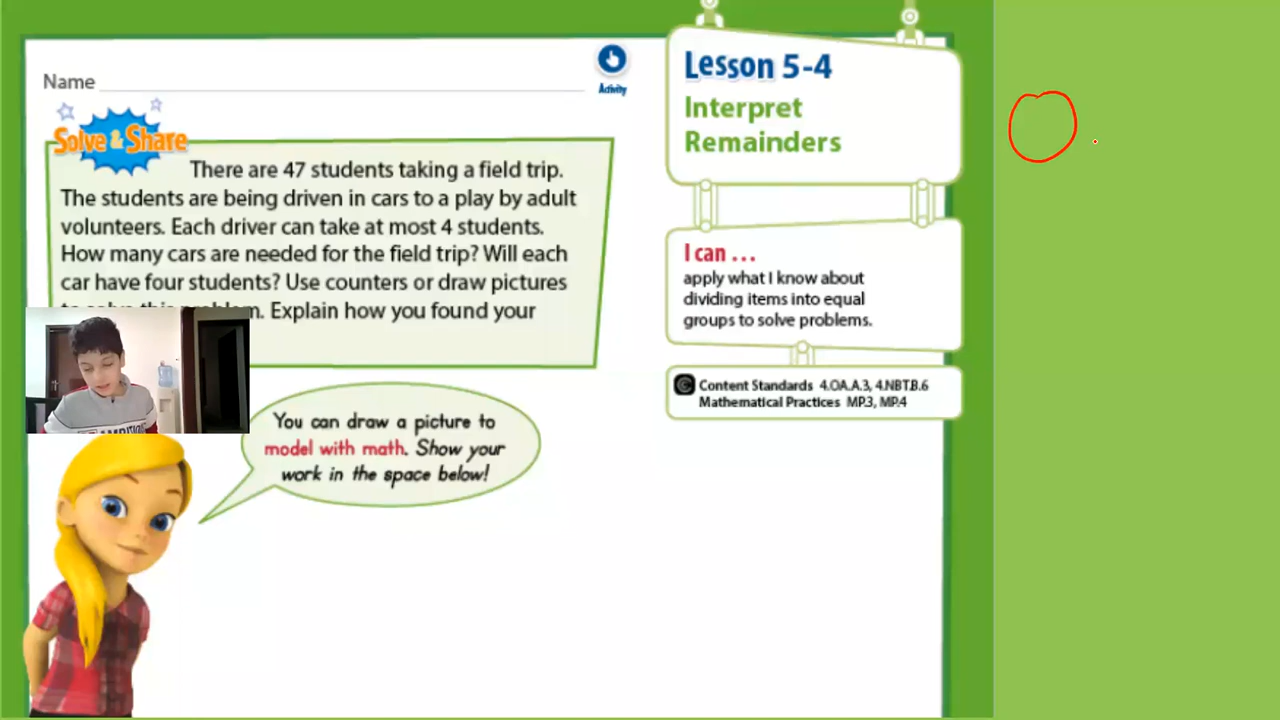 Name
Activity
Solve & Share
There are 47 students taking a field trip.
The students are being driven in cars to a play by adult
volunteers. Each driver can take at most 4 students.
How many cars are needed for the field trip? Will each
car have four students? Use counters or draw pictures
Explain how you found your
You can draw a picture to
model with math. Show your
work in the space below!
Lesson 5-4
Interpret
Remainders
I can ...
apply what I know about
dividing items into equal
groups to solve problems.
Content Standards 4.OA.A.3, 4.NBT.B.6
Mathematical Practices MP.3, MP.4